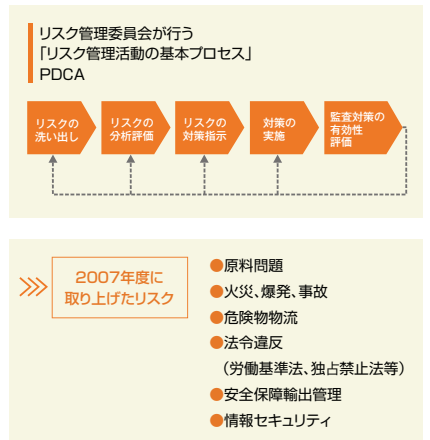 リスク管理委員会が行う
「リスク管理活動の基本プロセス」
PDCA
リスクの
洗い出し
リスクの
分析評価
リスクの
対策指示
対策の
実施
監査対策の
有効性
評価
2007年度に
取り上げたリスク
●原料問題
●火災、爆発、事故
●危険物物流
●法令違反
（労働基準法、独占禁止法等）
●安全保障輸出管理
●情報セキュリティ